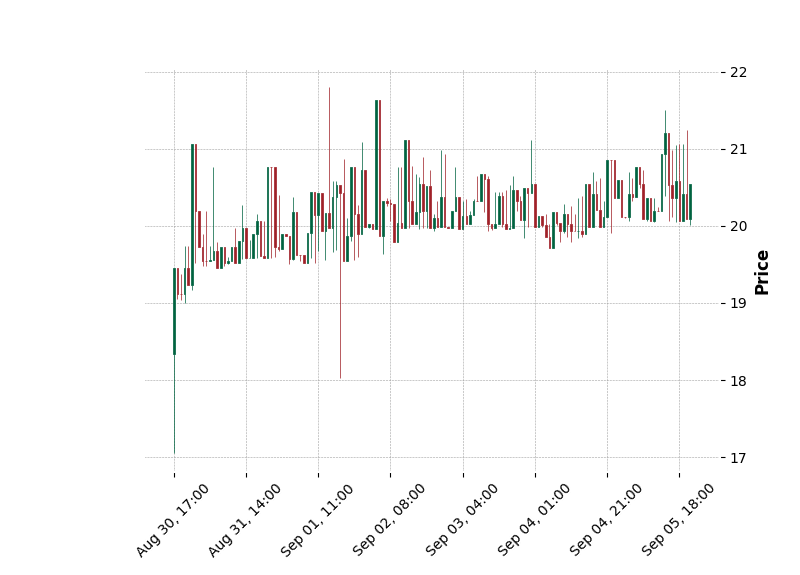 22
21
20
19
18
17
Price
Aug 30, 17:00
Aug 31, 14:00
Sep 01, 11:00
Sep 02, 08:00
Sep 03, 04:00
Sep 04, 01:00
Sep 04, 21:00
Sep 05, 18:00